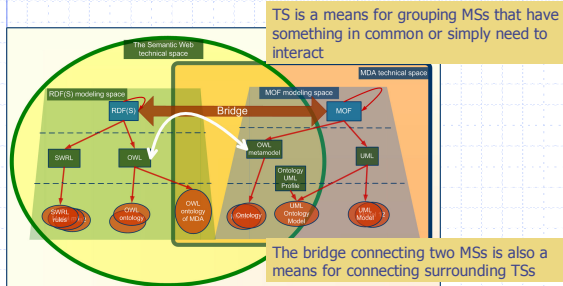 TS is a means for grouping MSs that have
something in common or simply need to
interact
The Semantic Web
technical space
MDA technical space
RDF(S) modeling space
MOF modeling space
RDF(S)
Bridge
MOF
OWL
metamodel
SWRL
OWL
UML
Ontology
UML
Profile
SWRL
rules
OWL
ontology
OWL
ontology
of MDA
Ontology
UML
Ontology
Model
UML
Model
The bridge connecting two MSs is also a
means for connecting surrounding TSs